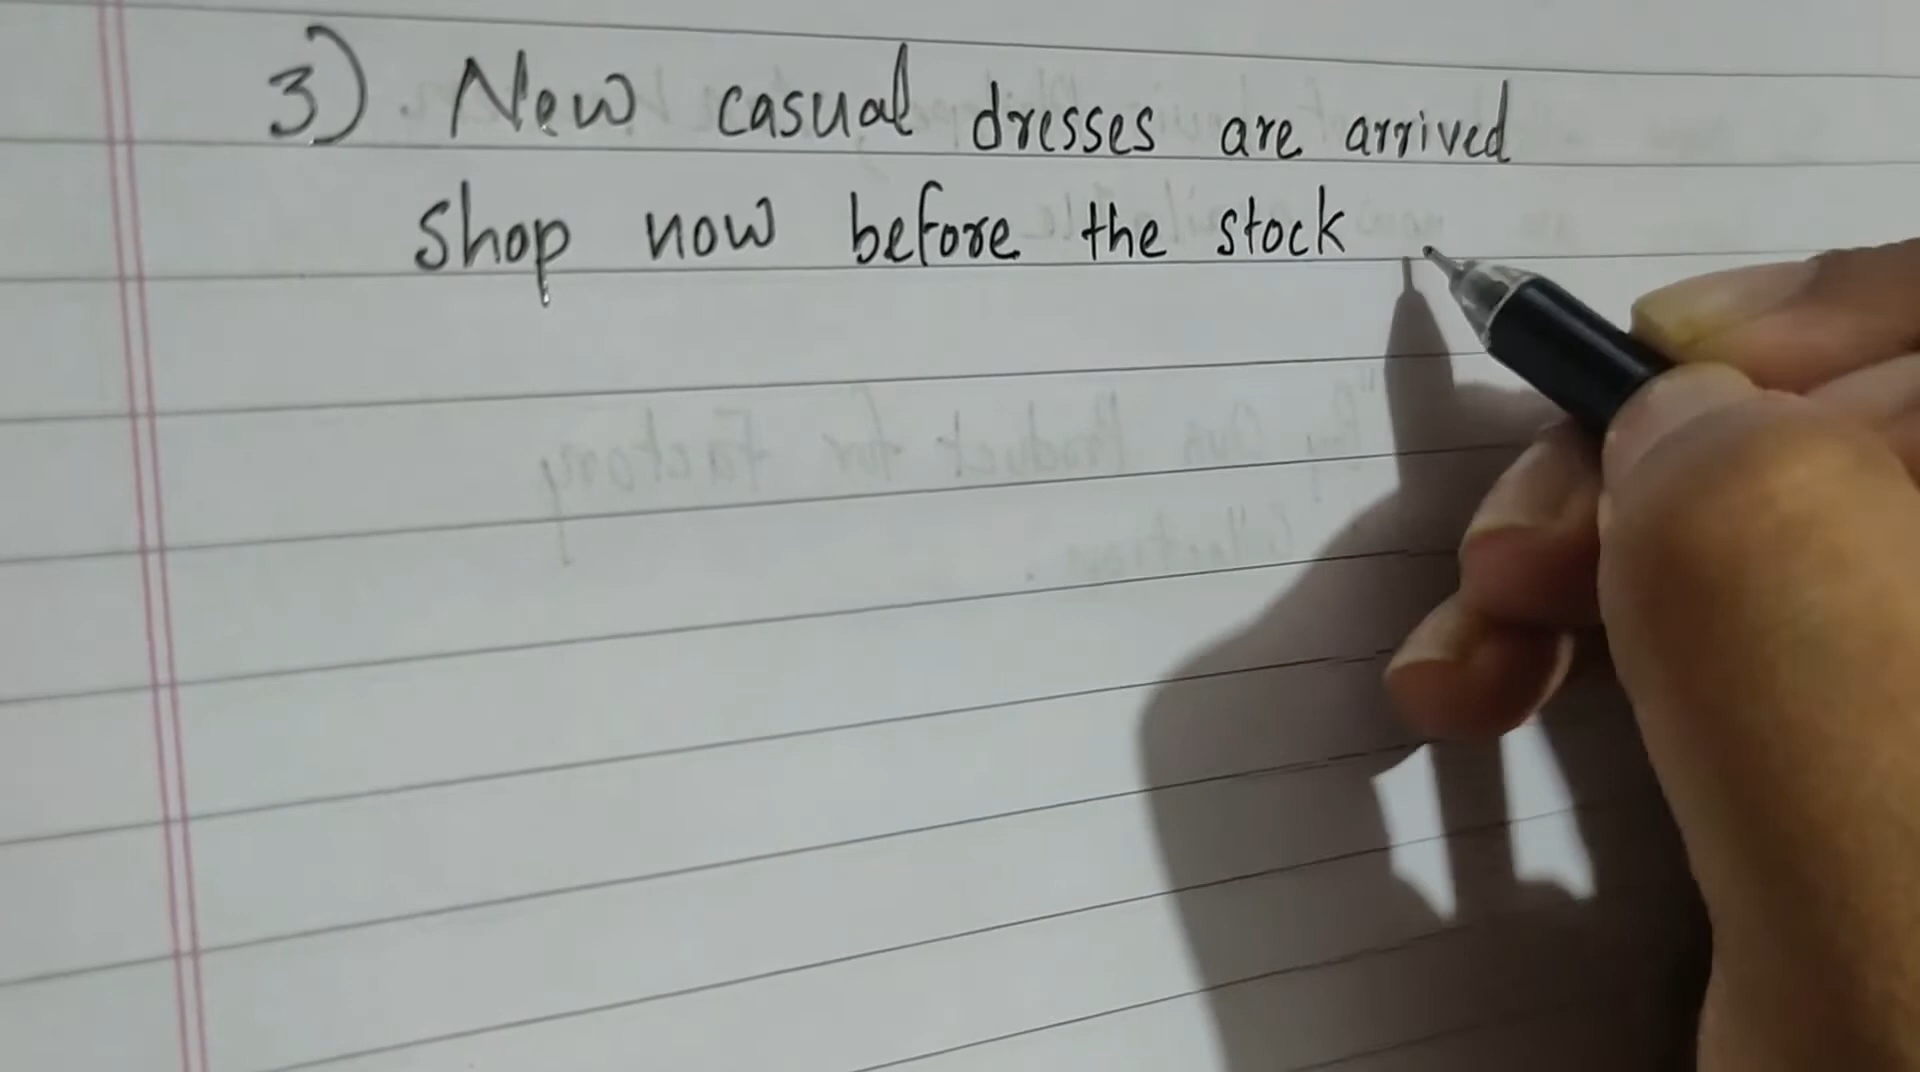 3). New casual dresses are arrived
shop now before the stock